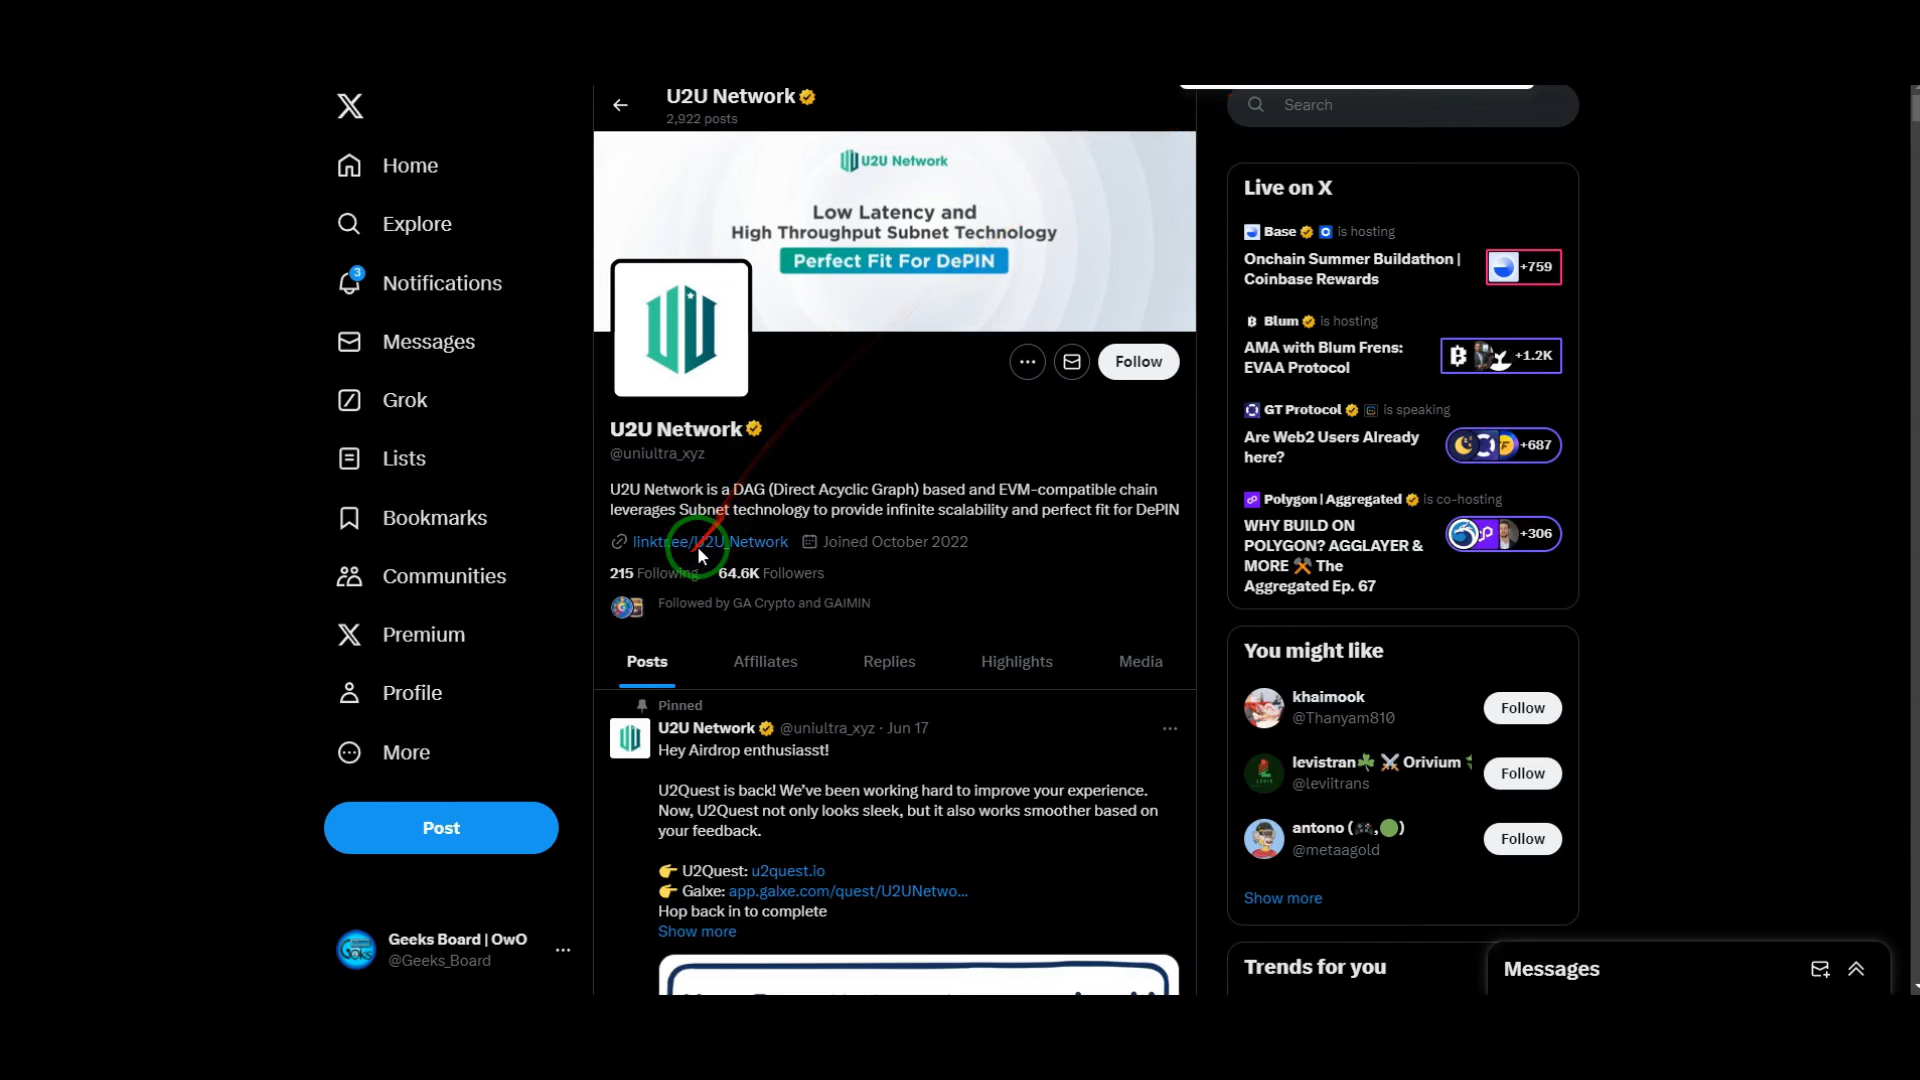 Home
Explore
3
Notifications
Messages
Grok
Lists
Bookmarks
Communities
Premium
Profile
More
Post
Geeks Board | OwO
@Geeks_Board
U2U Network
2,922 posts
U2U Network
Low Latency and
High Throughput Subnet Technology
Perfect Fit For DePIN
Follow
U2U Network
@uniultra_xyz
U2U Network is a DAG (Direct Acyclic Graph) based and EVM-compatible chain
leverages Subnet technology to provide infinite scalability and perfect fit for DePIN
linktr.ee/U2U_Network Joined October 2022
215 Following 64.6K Followers
Followed by GA Crypto and GAIMIN
Posts Affiliates Replies Highlights Media
Pinned
U2U Network @uniultra_xyz · Jun 17
Hey Airdrop enthusiasst!
U2Quest is back! We've been working hard to improve your experience.
Now, U2Quest not only looks sleek, but it also works smoother based on
your feedback.
👉 U2Quest: u2quest.io
👉 Galxe: app.galxe.com/quest/U2UNetwo...
Hop back in to complete
Show more
Search
Live on X
Base is hosting
Onchain Summer Buildathon |
Coinbase Rewards
+759
Blum is hosting
AMA with Blum Frens:
EVAA Protocol
+1.2K
GT Protocol is speaking
Are Web2 Users Already
here?
+687
Polygon | Aggregated is co-hosting
WHY BUILD ON
POLYGON? AGGLAYER &
MORE ⚒️ The
Aggregated Ep. 67
+306
You might like
khaimook
@Thanyam810
Follow
levistran☘️ ⚔️ Orivium
@leviitrans
Follow
antono (🎮,🟢)
@metaagold
Follow
Show more
Trends for you
Messages